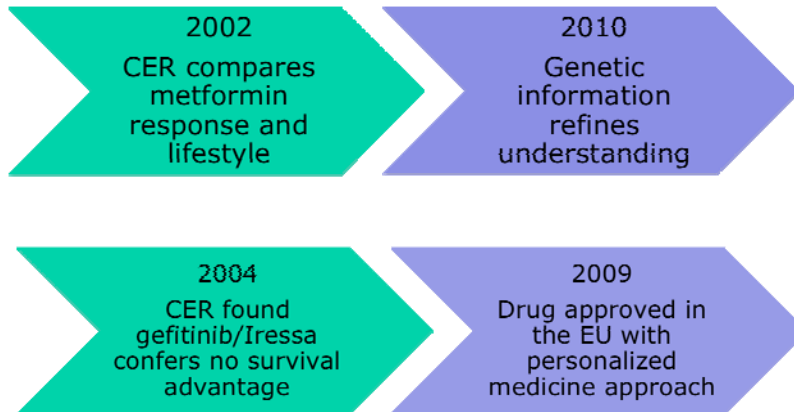 2002
CER compares
metformin
response and
lifestyle
2010
Genetic
information
refines
understanding
2004
CER found
gefitinib/Iressa
confers no survival
advantage
2009
Drug approved in
the EU with
personalized
medicine approach